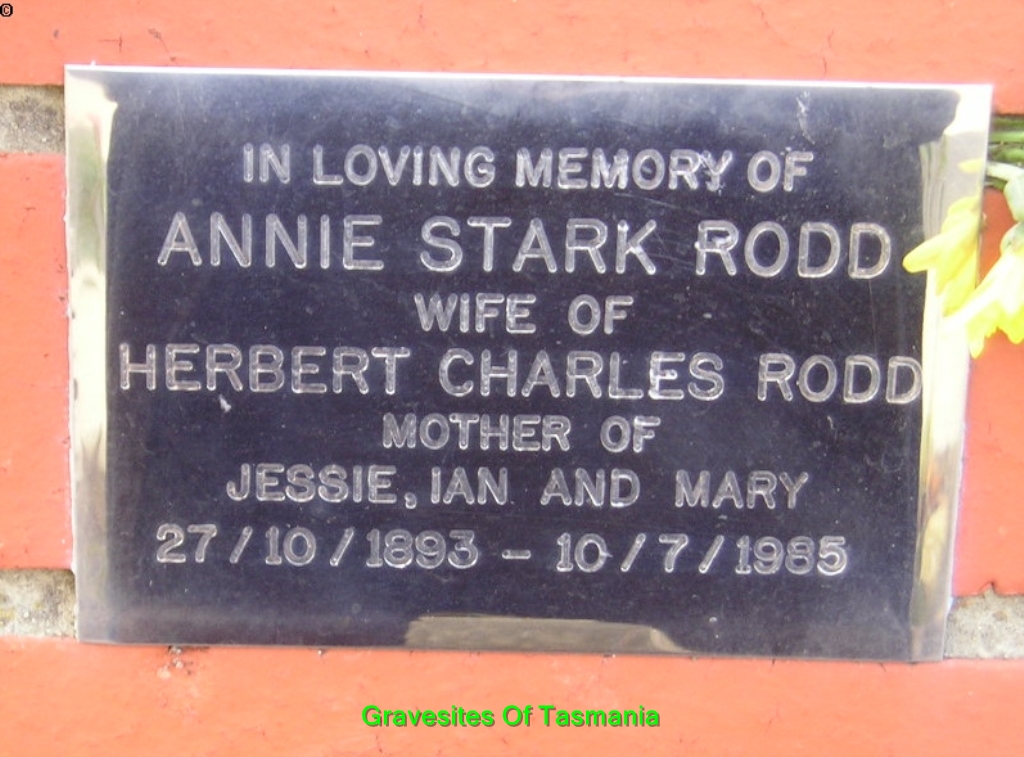 ©
IN LOVING MEMORY OF
ANNIE STARK RODD
WIFE OF
HERBERT CHARLES RODD
MOTHER OF
JESSIE, IAN AND MARY
27/10/1893 - 10/7/1985
Gravesites Of Tasmania